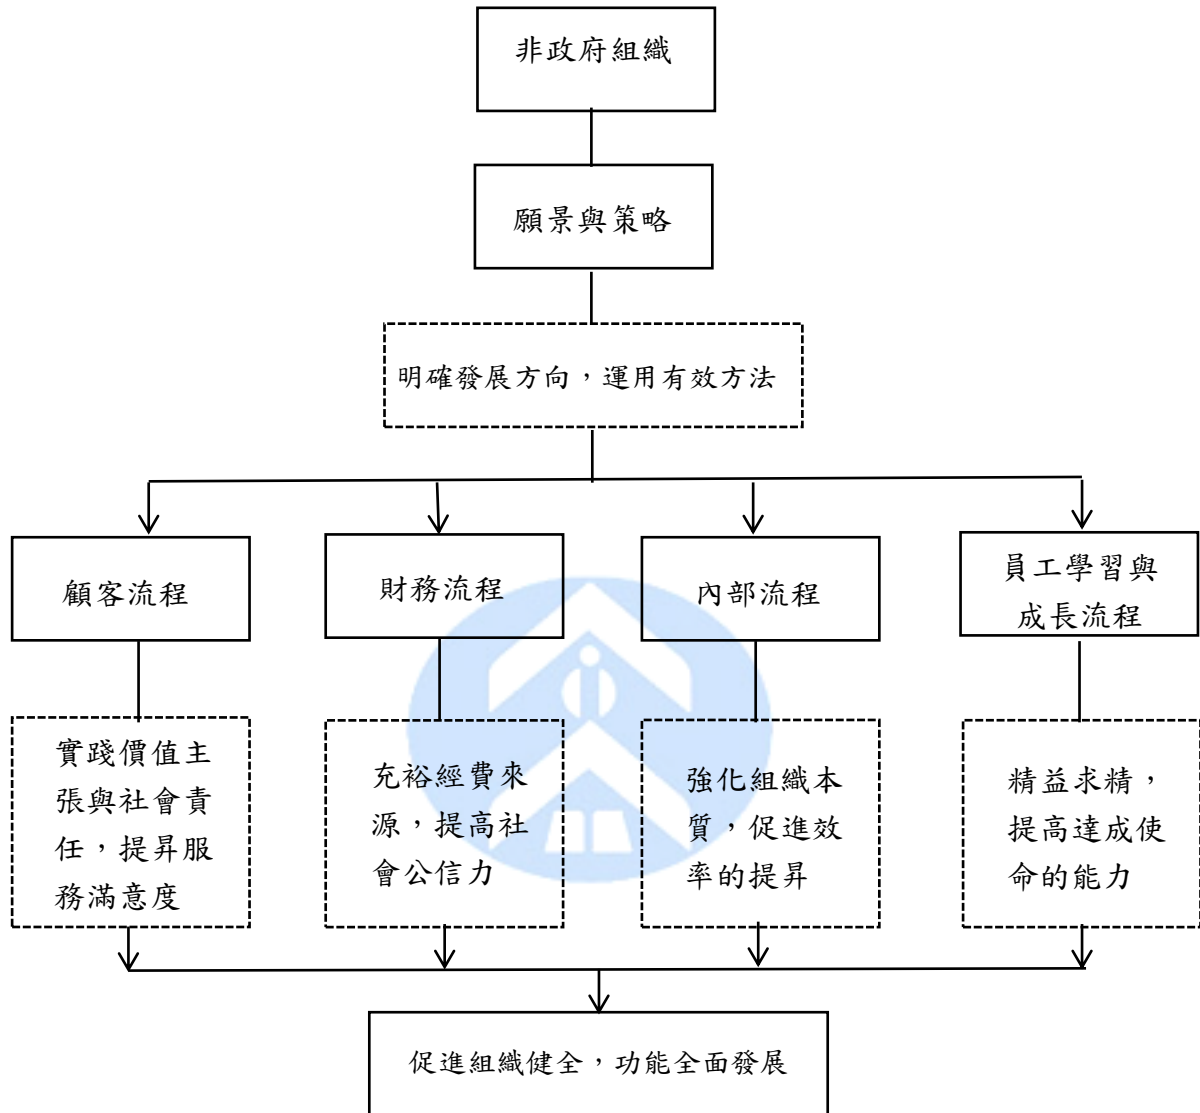 非政府組織
願景與策略
明確發展方向，運用有效方法
顧客流程
財務流程
內部流程
員工學習與
成長流程
實踐價值主
張與社會責
任，提昇服
務滿意度
充裕經費來
源，提高社
會公信力
強化組織本
質，促進效
率的提昇
精益求精，
提高達成使
命的能力
促進組織健全，功能全面發展